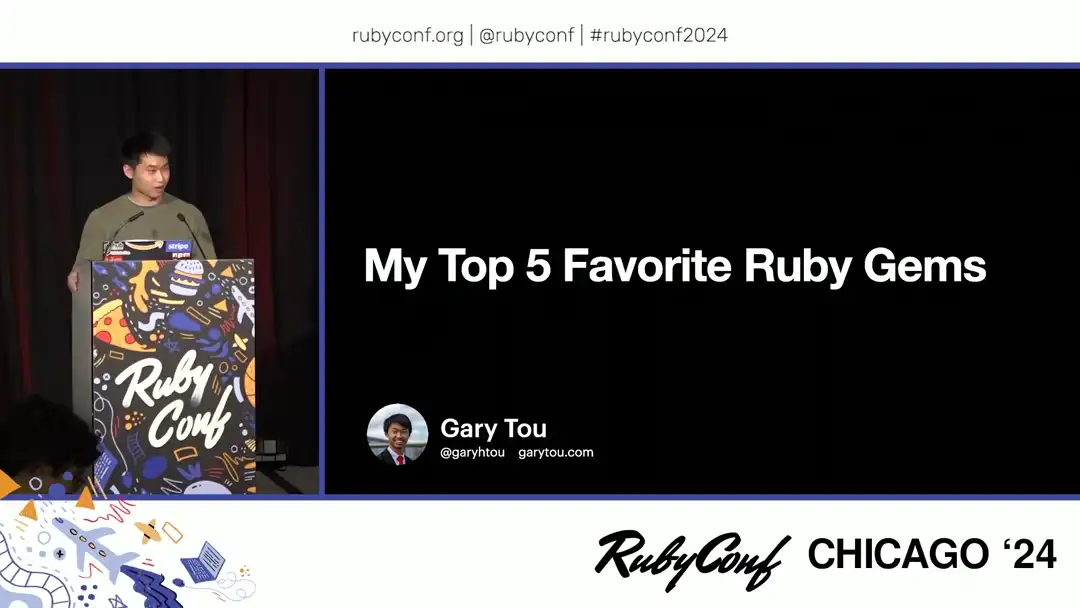 rubyconf.org | @rubyconf | #rubyconf2024
stripe
My Top 5 Favorite Ruby Gems
Ruby
Conf
Gary Tou
@garyhtou garytou.com
RubyConf CHICAGO ‘24